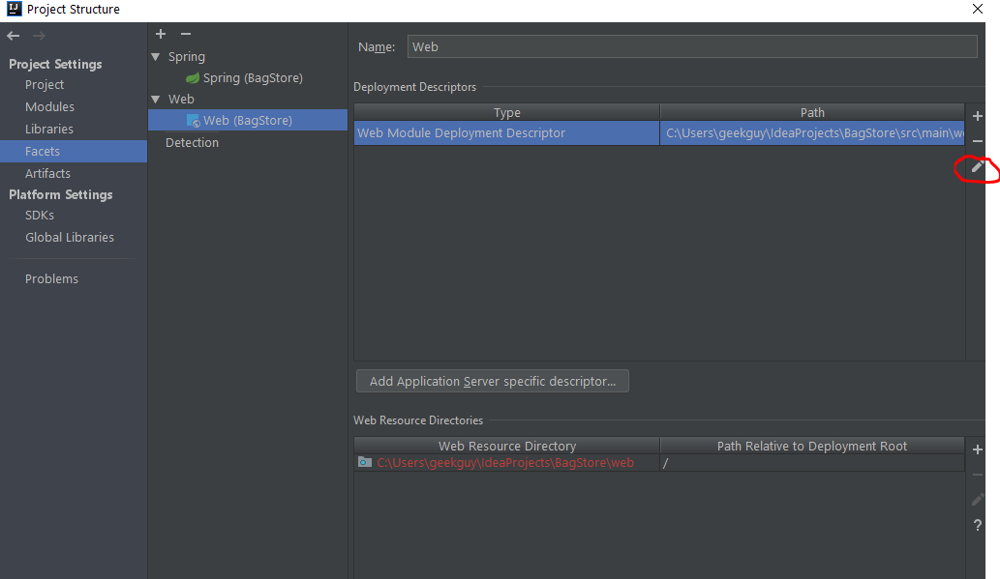 Project Structure
Project Settings
Project
Modules
Libraries
Facets
Artifacts
Platform Settings
SDKs
Global Libraries
Problems
Spring
Spring (BagStore)
Web
Web (BagStore)
Detection
Name: Web
Deployment Descriptors
Type Path
Web Module Deployment Descriptor C:\Users\geekguy\IdeaProjects\BagStore\src\main\w
Add Application Server specific descriptor...
Web Resource Directories
Web Resource Directory Path Relative to Deployment Root
C:\Users\geekguy\IdeaProjects\BagStore\web /